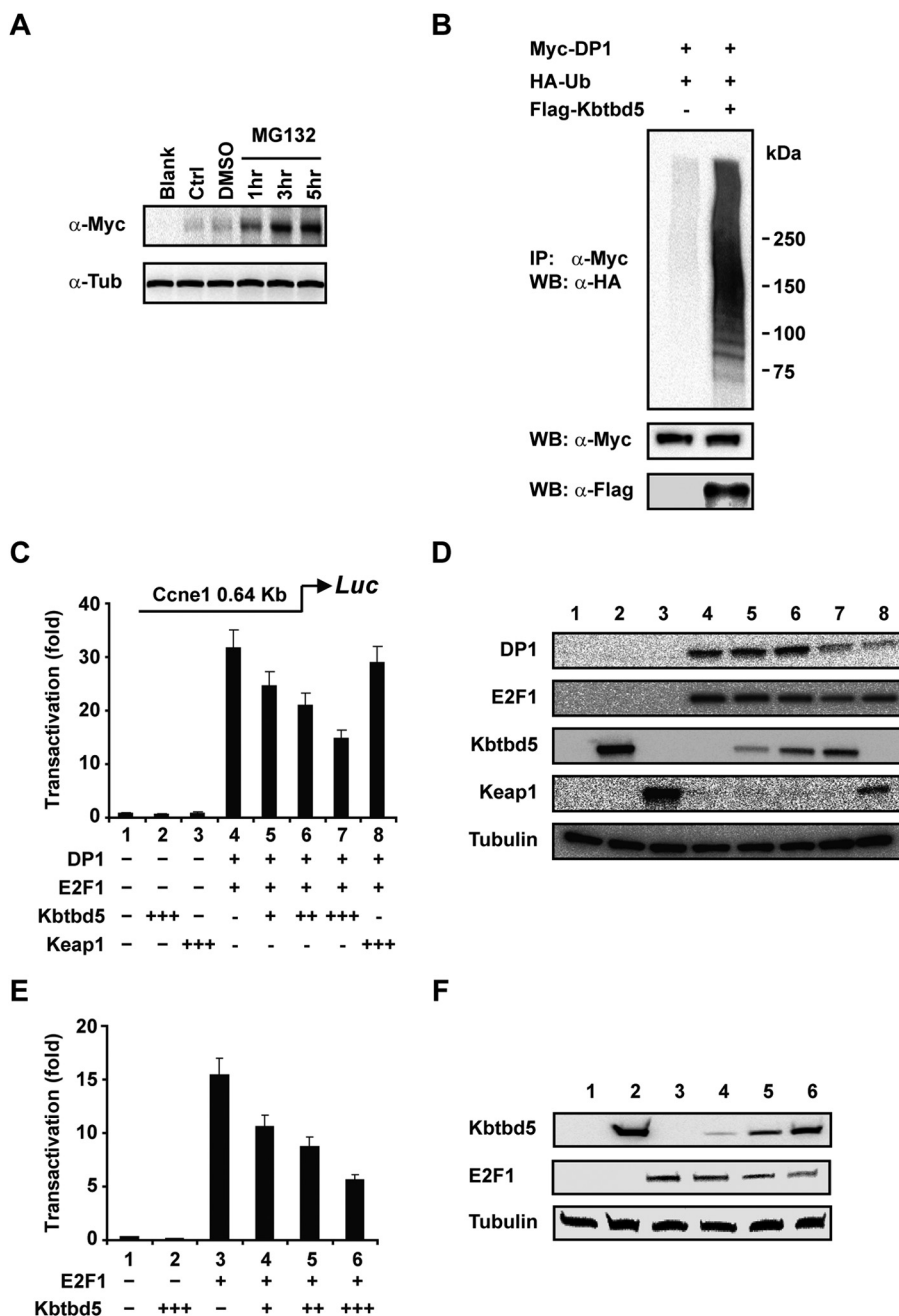 A
MG132
Blank
Ctrl
DMSO
1hr
3hr
5hr
α-Myc
α-Tub
B
Myc-DP1 + +
HA-Ub + +
Flag-Kbtbd5 - +
kDa
IP: α-Myc
WB: α-HA
- 250
- 150
- 100
- 75
WB: α-Myc
WB: α-Flag
C
Ccne1 0.64 Kb
Luc
Transactivation (fold)
40
30
20
10
0
1 2 3 4 5 6 7 8
DP1 – – – + + + + +
E2F1 – – – + + + + +
Kbtbd5 – +++ – - + ++ +++ -
Keap1 – – +++ - - - - +++
D
1 2 3 4 5 6 7 8
DP1
E2F1
Kbtbd5
Keap1
Tubulin
E
Transactivation (fold)
20
15
10
5
0
1 2 3 4 5 6
E2F1 – – + + + +
Kbtbd5 – +++ – + ++ +++
F
1 2 3 4 5 6
Kbtbd5
E2F1
Tubulin